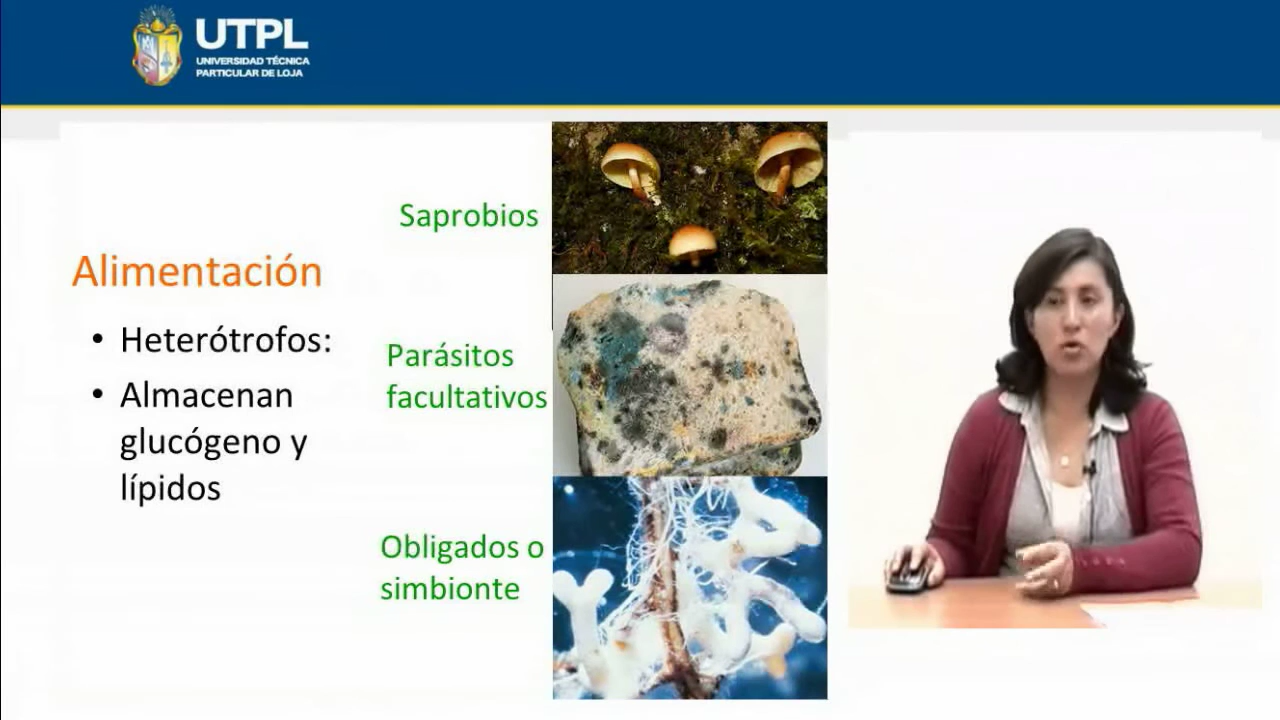 UTPL
UNIVERSIDAD TÉCNICA
PARTICULAR DE LOJA
Alimentación
• Heterótrofos:
• Almacenan
glucógeno y
lípidos
Saprobios
Parásitos
facultativos
Obligados o
simbionte